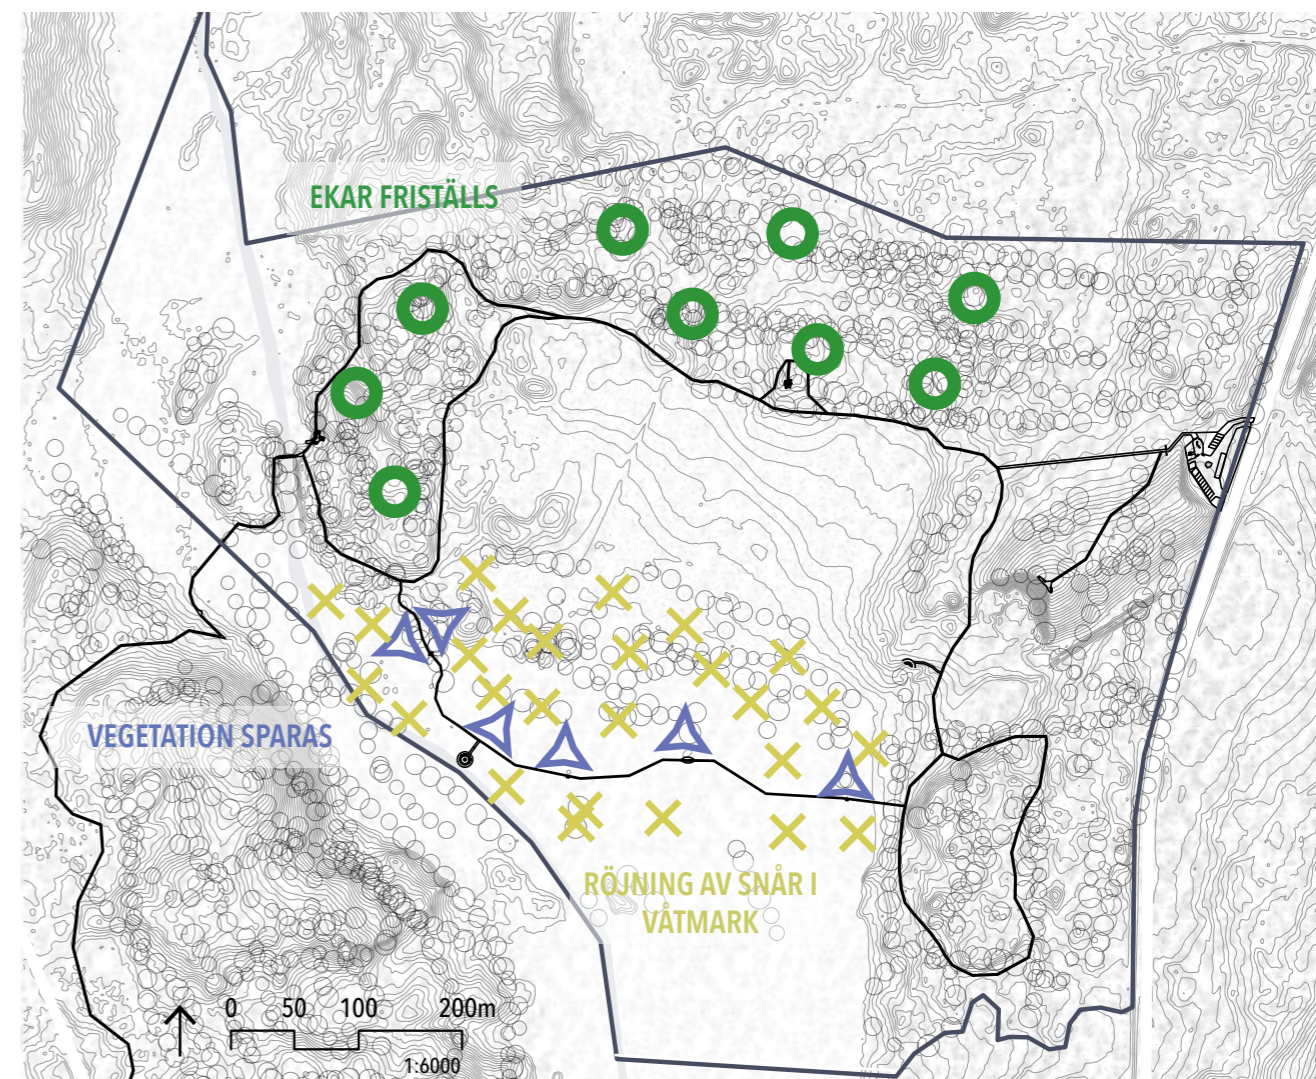 EKAR FRISTÄLLS
VEGETATION SPARAS
RÖJNING AV SNÅR I
VÅTMARK
0 50 100 200m
1:6000